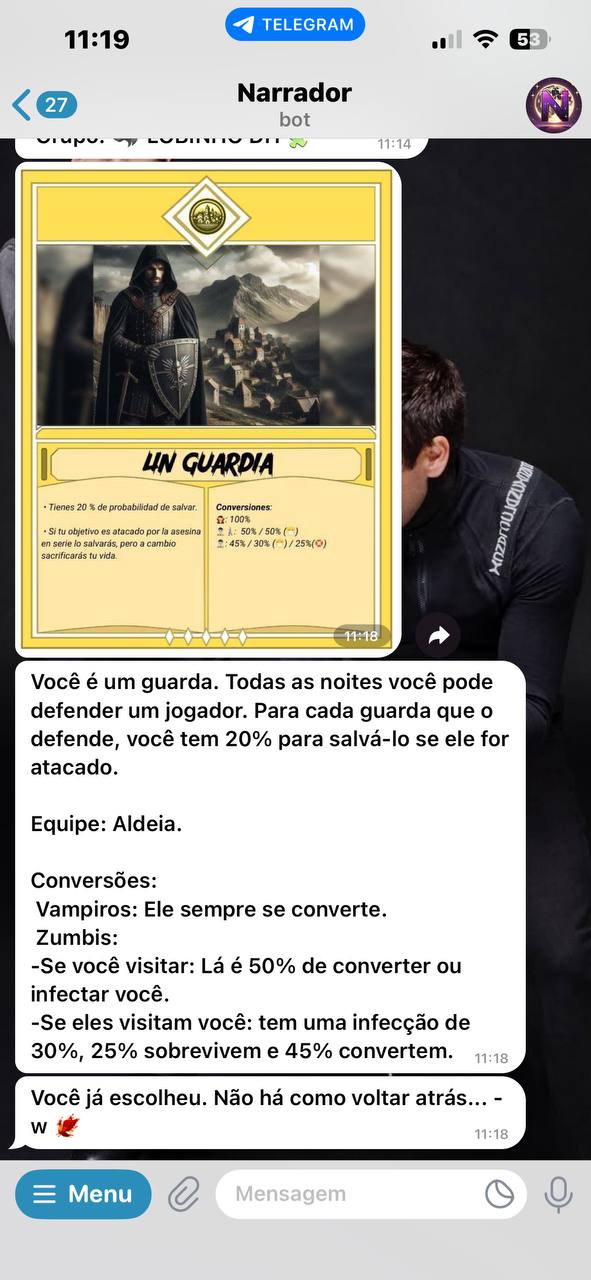 11:19
TELEGRAM
53
27
Narrador
bot
Grupo: LOBINHO DH
11:14
UN GUARDIA
• Tienes 20 % de probabilidad de salvar.
• Si tu objetivo es atacado por la asesina
en serie lo salvarás, pero a cambio
sacrificarás tu vida.
Conversiones:
: 100%
: 50% / 50% ( )
: 45% / 30% ( ) / 25%( )
11:18
Você é um guarda. Todas as noites você pode
defender um jogador. Para cada guarda que o
defende, você tem 20% para salvá-lo se ele for
atacado.
Equipe: Aldeia.
Conversões:
Vampiros: Ele sempre se converte.
Zumbis:
-Se você visitar: Lá é 50% de converter ou
infectar você.
-Se eles visitam você: tem uma infecção de
30%, 25% sobrevivem e 45% convertem.
11:18
Você já escolheu. Não há como voltar atrás... -
w
11:18
Menu
Mensagem